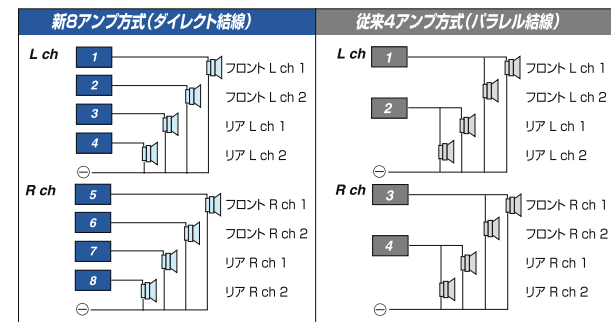 新8アンプ方式(ダイレクト結線)
L ch
1
フロント L ch 1
2
フロント L ch 2
3
リア L ch 1
4
リア L ch 2
⊖
R ch
5
フロント R ch 1
6
フロント R ch 2
7
リア R ch 1
8
リア R ch 2
⊖
従来4アンプ方式(パラレル結線)
L ch
1
フロント L ch 1
フロント L ch 2
2
リア L ch 1
リア L ch 2
⊖
R ch
3
フロント R ch 1
フロント R ch 2
4
リア R ch 1
リア R ch 2
⊖